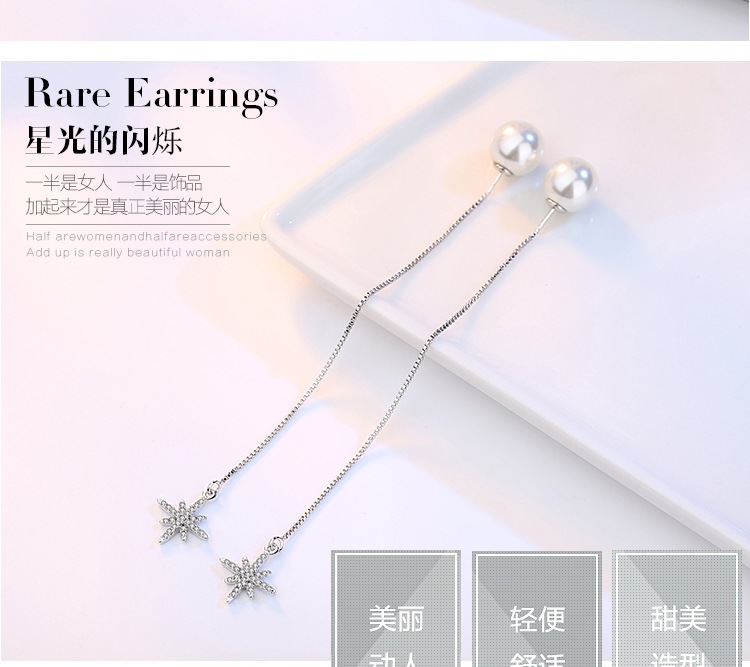 Rare Earrings
星光的闪烁
一半是女人 一半是饰品
加起来才是真正美丽的女人
Half arewomenandhalfareaccessories
Add up is really beautiful woman
美丽
动人
轻便
舒适
甜美
造型